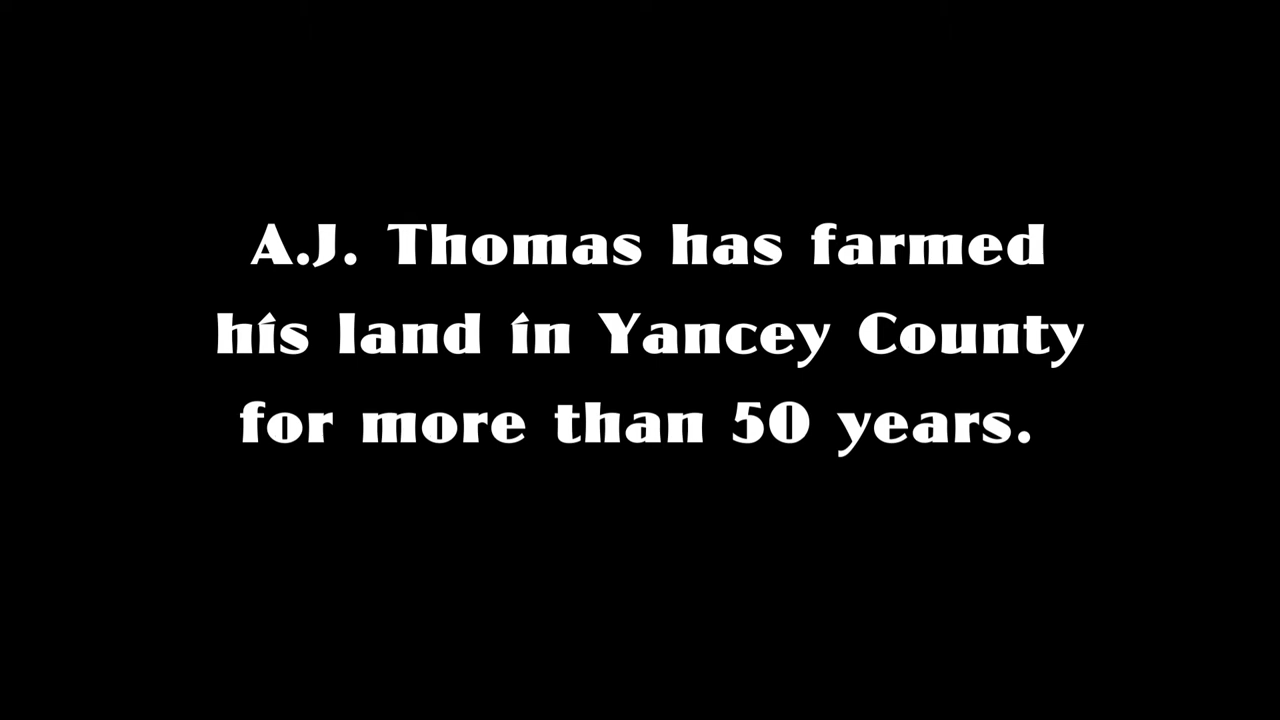 A.J. Thomas has farmed
his land in Yancey County
for more than 50 years.